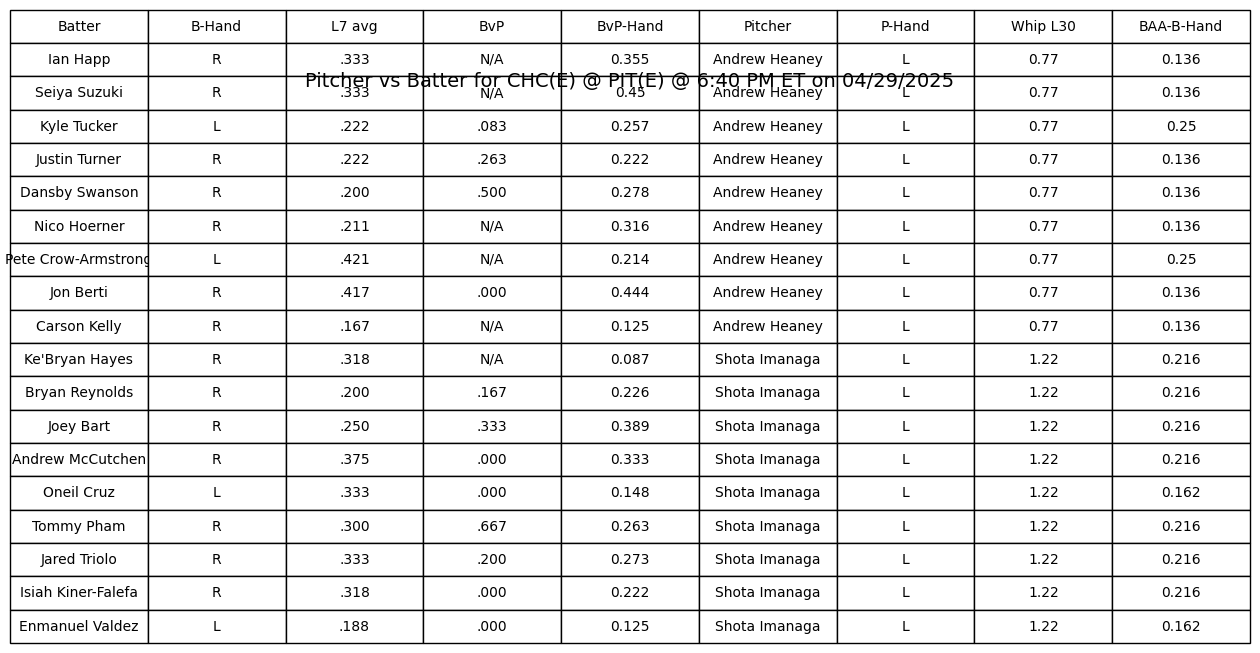 Batter B-Hand L7 avg BvP BvP-Hand Pitcher P-Hand Whip L30 BAA-B-Hand
Ian Happ R .333 N/A 0.355 Andrew Heaney L 0.77 0.136
Pitcher vs Batter for CHC(E) @ PIT(E) @ 6:40 PM ET on 04/29/2025
Seiya Suzuki R .333 N/A 0.45 Andrew Heaney L 0.77 0.136
Kyle Tucker L .222 .083 0.257 Andrew Heaney L 0.77 0.25
Justin Turner R .222 .263 0.222 Andrew Heaney L 0.77 0.136
Dansby Swanson R .200 .500 0.278 Andrew Heaney L 0.77 0.136
Nico Hoerner R .211 N/A 0.316 Andrew Heaney L 0.77 0.136
Pete Crow-Armstrong L .421 N/A 0.214 Andrew Heaney L 0.77 0.25
Jon Berti R .417 .000 0.444 Andrew Heaney L 0.77 0.136
Carson Kelly R .167 N/A 0.125 Andrew Heaney L 0.77 0.136
Ke'Bryan Hayes R .318 N/A 0.087 Shota Imanaga L 1.22 0.216
Bryan Reynolds R .200 .167 0.226 Shota Imanaga L 1.22 0.216
Joey Bart R .250 .333 0.389 Shota Imanaga L 1.22 0.216
Andrew McCutchen R .375 .000 0.333 Shota Imanaga L 1.22 0.216
Oneil Cruz L .333 .000 0.148 Shota Imanaga L 1.22 0.162
Tommy Pham R .300 .667 0.263 Shota Imanaga L 1.22 0.216
Jared Triolo R .333 .200 0.273 Shota Imanaga L 1.22 0.216
Isiah Kiner-Falefa R .318 .000 0.222 Shota Imanaga L 1.22 0.216
Enmanuel Valdez L .188 .000 0.125 Shota Imanaga L 1.22 0.162